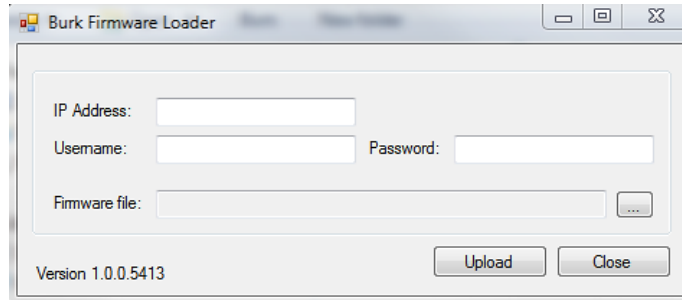 Burk Firmware Loader
IP Address:
Username:
Password:
Firmware file:
...
Version 1.0.0.5413
Upload
Close